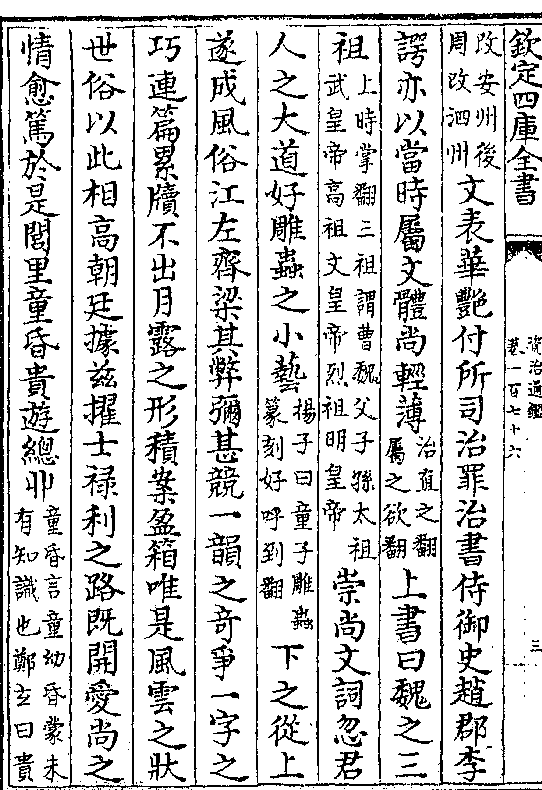 欽定四庫全書
資治通鑑
卷一百七十六
三
攺安州後
周攺泗州
文表華艷付所司治罪治書侍御史趙郡李
諤亦以當時屬文體尚輕薄
治直之翻
屬之欲翻
上書曰魏之三
祖
上時掌翻三祖謂曹魏父子孫太祖
武皇帝高祖文皇帝烈祖明皇帝
崇尚文詞忽君
人之大道好雕蟲之小藝
揚子曰童子雕蟲
篆刻好呼到翻
下之從上
遂成風俗江左齊梁其弊彌甚競一韻之奇爭一字之
巧連篇累牘不出月露之形積案盈箱唯是風雲之狀
世俗以此相高朝廷據兹擢士禄利之路既開愛尚之
情愈篤於是閭里童昏貴遊總丱
童昏言童幼昏蒙未
有知識也鄭玄曰貴